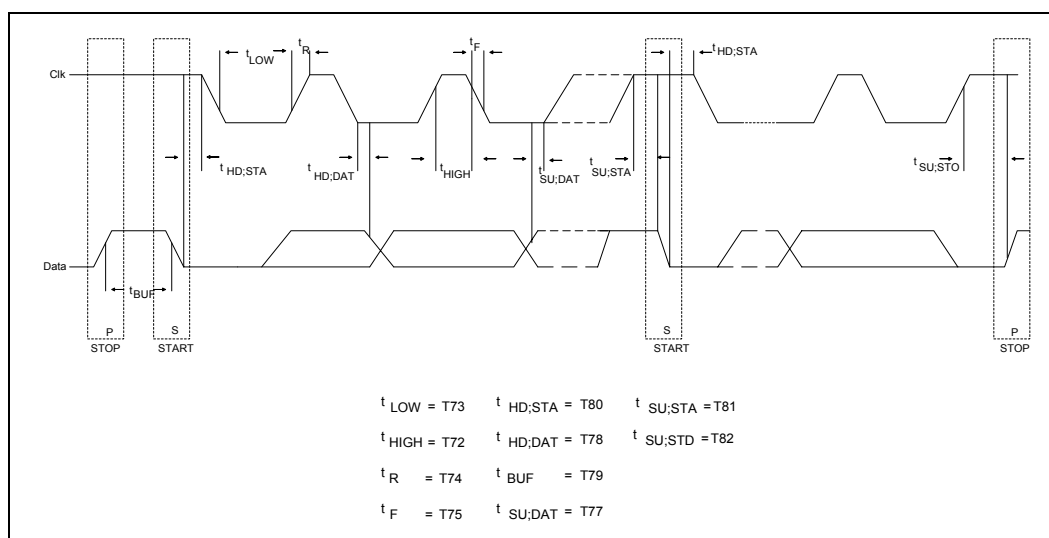 t R
t F
t HD;STA
t LOW
Clk
t HD;STA
t HD;DAT
t HIGH
t SU;DAT
t SU;STA
t SU;STO
Data
t BUF
P
S
S
P
STOP
START
START
STOP
t LOW = T73 t HD;STA = T80 t SU;STA = T81
t HIGH = T72 t HD;DAT = T78 t SU;STD = T82
t R = T74 t BUF = T79
t F = T75 t SU;DAT = T77